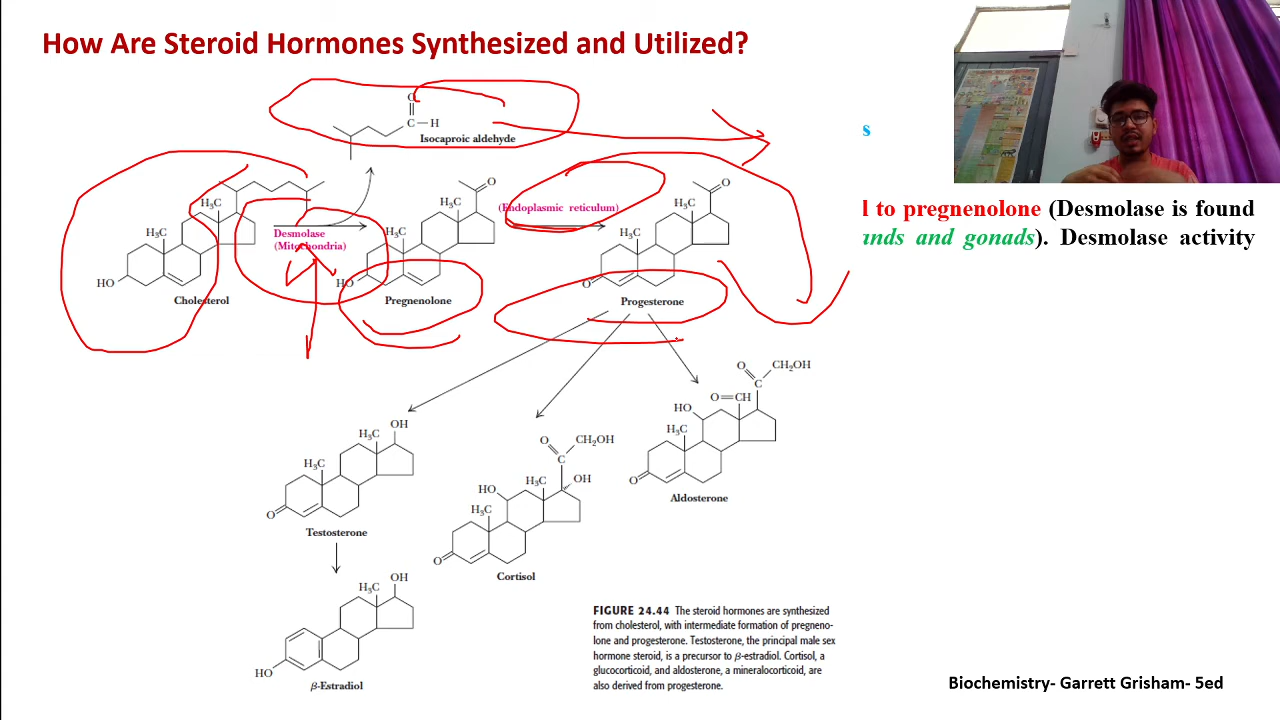 How Are Steroid Hormones Synthesized and Utilized?
O
C—H
Isocaproic aldehyde
s
H₃C
H₃C
HO
Cholesterol
Desmolase
(Mitochondria)
H₃C
H₃C
HO
Pregnenolone
(Endoplasmic reticulum)
O
H₃C
H₃C
O
Progesterone
l to pregnenolone (Desmolase is found
unds and gonads). Desmolase activity
OH
H₃C
H₃C
O
Testosterone
O
CH₂OH
C
OH
H₃C
HO
H₃C
O
Cortisol
O
CH₂OH
C
O=CH
HO
H₃C
O
Aldosterone
OH
H₃C
HO
β-Estradiol
FIGURE 24.44 The steroid hormones are synthesized
from cholesterol, with intermediate formation of pregneno-
lone and progesterone. Testosterone, the principal male sex
hormone steroid, is a precursor to β-estradiol. Cortisol, a
glucocorticoid, and aldosterone, a mineralocorticoid, are
also derived from progesterone.
Biochemistry- Garrett Grisham- 5ed